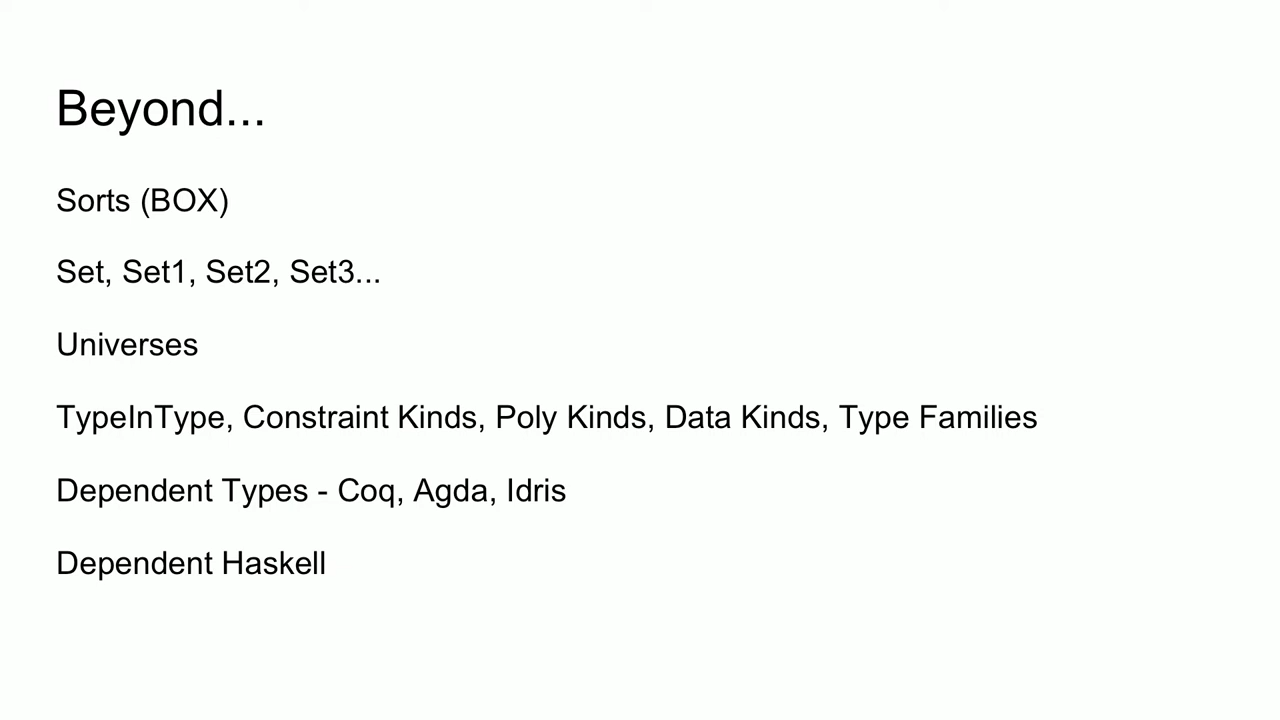 Beyond...
Sorts (BOX)
Set, Set1, Set2, Set3...
Universes
TypeInType, Constraint Kinds, Poly Kinds, Data Kinds, Type Families
Dependent Types - Coq, Agda, Idris
Dependent Haskell